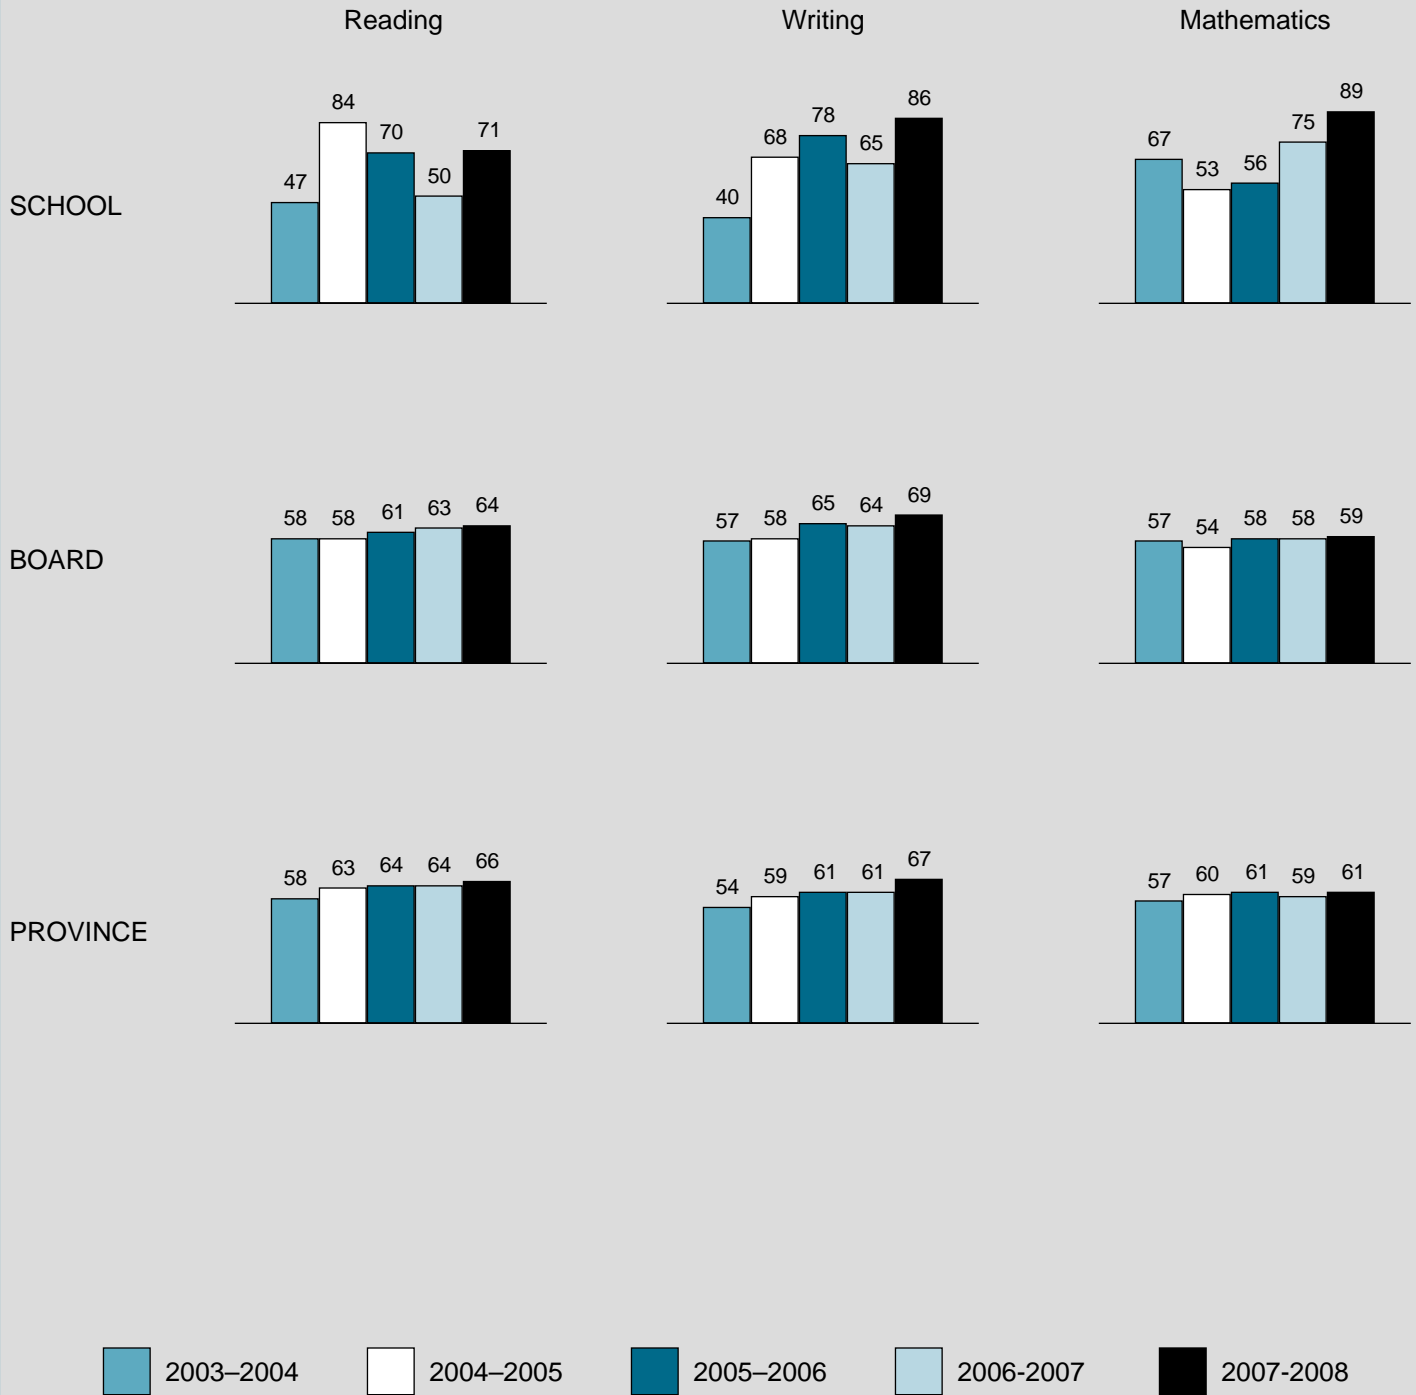 Reading Writing Mathematics
SCHOOL
47 84 70 50 71
40 68 78 65 86
67 53 56 75 89
BOARD
58 58 61 63 64
57 58 65 64 69
57 54 58 58 59
PROVINCE
58 63 64 64 66
54 59 61 61 67
57 60 61 59 61
2003–2004 2004–2005 2005–2006 2006-2007 2007-2008